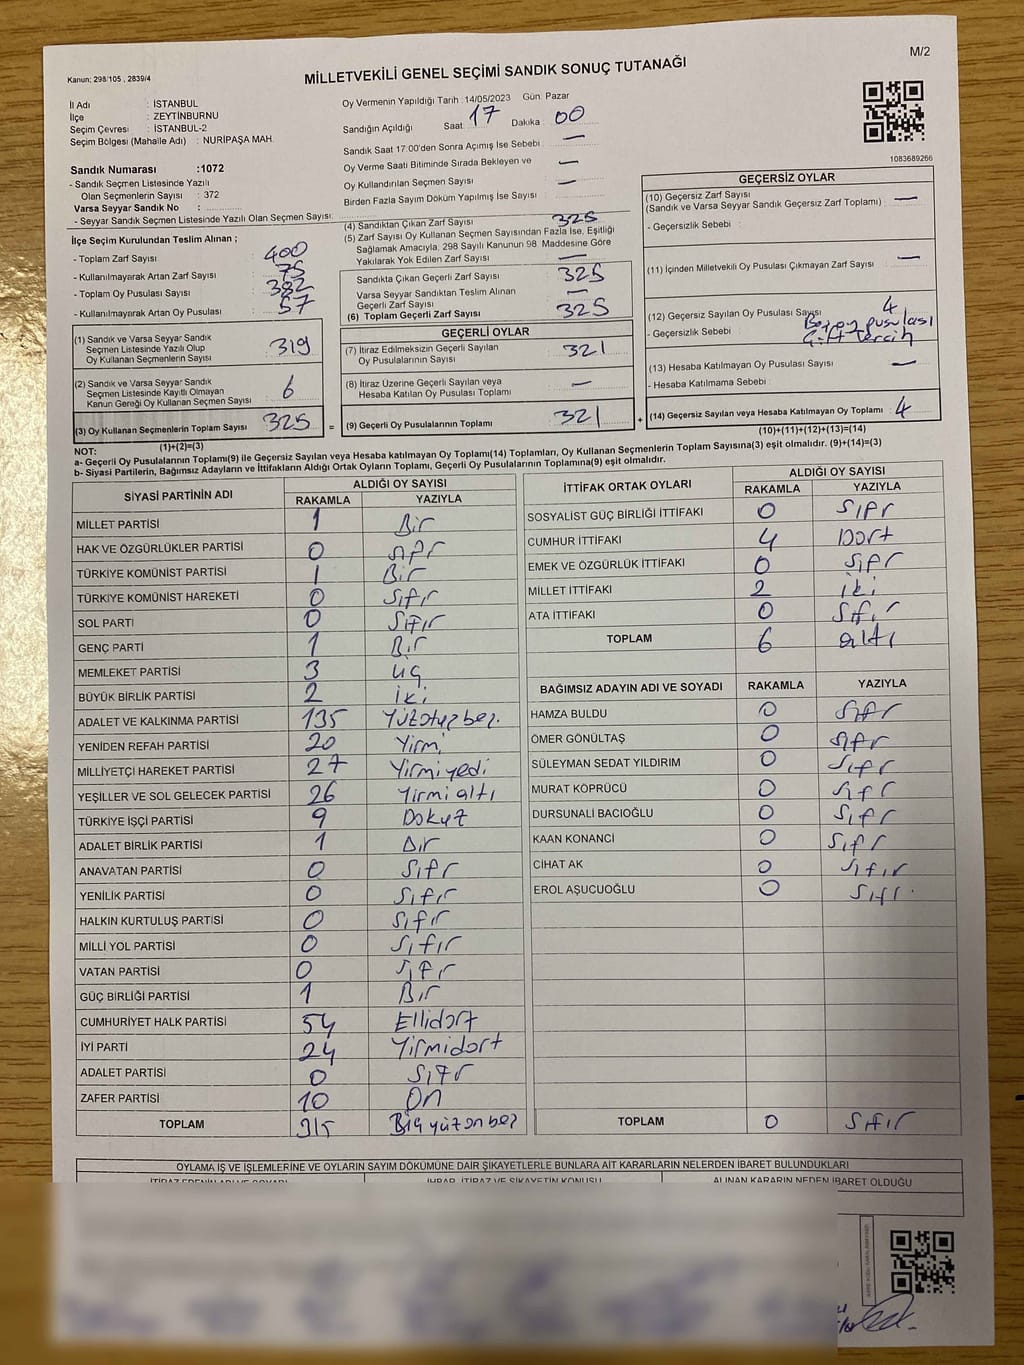 M/2
Kanun; 298/105 , 2839/4
MİLLETVEKİLİ GENEL SEÇİMİ SANDIK SONUÇ TUTANAĞI
İl Adı : İSTANBUL
İlçe : ZEYTİNBURNU
Seçim Çevresi : İSTANBUL-2
Seçim Bölgesi (Mahalle Adı) : NURİPAŞA MAH.
Sandık Numarası :1072
- Sandık Seçmen Listesinde Yazılı
Olan Seçmenlerin Sayısı : 372
Varsa Seyyar Sandık No :
- Seyyar Sandık Seçmen Listesinde Yazılı Olan Seçmen Sayısı:
Oy Vermenin Yapıldığı Tarih :14/05/2023 Gün: Pazar
Sandığın Açıldığı Saat 17 Dakika 00
Sandık Saat 17:00'den Sonra Açımış İse Sebebi : —
Oy Verme Saati Bitiminde Sırada Bekleyen ve —
Oy Kullandırılan Seçmen Sayısı : —
Birden Fazla Sayım Döküm Yapılmış İse Sayısı :
1083689266
İlçe Seçim Kurulundan Teslim Alınan ;
- Toplam Zarf Sayısı : 400
- Kullanılmayarak Artan Zarf Sayısı : 75
- Toplam Oy Pusulası Sayısı : 382
- Kullanılmayarak Artan Oy Pusulası : 57
(4) Sandıktan Çıkan Zarf Sayısı : 325
(5) Zarf Sayısı Oy Kullanan Seçmen Sayısından Fazla İse, Eşitliği
Sağlamak Amacıyla, 298 Sayılı Kanunun 98. Maddesine Göre
Yakılarak Yok Edilen Zarf Sayısı : —
Sandıkta Çıkan Geçerli Zarf Sayısı : 325
Varsa Seyyar Sandıktan Teslim Alınan
Geçerli Zarf Sayısı : —
(6) Toplam Geçerli Zarf Sayısı : 325
GEÇERSİZ OYLAR
(10) Geçersiz Zarf Sayısı
(Sandık ve Varsa Seyyar Sandık Geçersiz Zarf Toplamı) : —
- Geçersizlik Sebebi :
(11) İçinden Milletvekili Oy Pusulası Çıkmayan Zarf Sayısı : —
(12) Geçersiz Sayılan Oy Pusulası Sayısı : 4
- Geçersizlik Sebebi : Boş oy pusulası
Çift tercih
(13) Hesaba Katılmayan Oy Pusulası Sayısı : —
- Hesaba Katılmama Sebebi :
(14) Geçersiz Sayılan veya Hesaba Katılmayan Oy Toplamı : 4
(10)+(11)+(12)+(13)=(14)
(1) Sandık ve Varsa Seyyar Sandık
Seçmen Listesinde Yazılı Olup
Oy Kullanan Seçmenlerin Sayısı : 319
(2) Sandık ve Varsa Seyyar Sandık
Seçmen Listesinde Kayıtlı Olmayan
Kanun Gereği Oy Kullanan Seçmen Sayısı : 6
(3) Oy Kullanan Seçmenlerin Toplam Sayısı : 325
(1)+(2)=(3)
=
GEÇERLİ OYLAR
(7) İtiraz Edilmeksizin Geçerli Sayılan
Oy Pusulalarının Sayısı : 321
(8) İtiraz Üzerine Geçerli Sayılan veya
Hesaba Katılan Oy Pusulası Toplamı : —
(9) Geçerli Oy Pusulalarının Toplamı : 321
+
NOT:
a- Geçerli Oy Pusulalarının Toplamı(9) ile Geçersiz Sayılan veya Hesaba katılmayan Oy Toplamı(14) Toplamları, Oy Kullanan Seçmenlerin Toplam Sayısına(3) eşit olmalıdır. (9)+(14)=(3)
b- Siyasi Partilerin, Bağımsız Adayların ve İttifakların Aldığı Ortak Oyların Toplamı, Geçerli Oy Pusulalarının Toplamına(9) eşit olmalıdır.
SİYASİ PARTİNİN ADI ALDIĞI OY SAYISI
RAKAMLA YAZIYLA
MİLLET PARTİSİ 1 Bir
HAK VE ÖZGÜRLÜKLER PARTİSİ 0 sıfır
TÜRKİYE KOMÜNİST PARTİSİ 1 Bir
TÜRKİYE KOMÜNİST HAREKETİ 0 Sıfır
SOL PARTİ 0 Sıfır
GENÇ PARTİ 1 Bir
MEMLEKET PARTİSİ 3 üç
BÜYÜK BİRLİK PARTİSİ 2 İki
ADALET VE KALKINMA PARTİSİ 135 Yüzotuzbeş
YENİDEN REFAH PARTİSİ 20 Yirmi
MİLLİYETÇİ HAREKET PARTİSİ 27 Yirmiyedi
YEŞİLLER VE SOL GELECEK PARTİSİ 26 Yirmialtı
TÜRKİYE İŞÇİ PARTİSİ 9 Dokuz
ADALET BİRLİK PARTİSİ 1 Bir
ANAVATAN PARTİSİ 0 Sıfır
YENİLİK PARTİSİ 0 Sıfır
HALKIN KURTULUŞ PARTİSİ 0 Sıfır
MİLLİ YOL PARTİSİ 0 Sıfır
VATAN PARTİSİ 0 Sıfır
GÜÇ BİRLİĞİ PARTİSİ 1 Bir
CUMHURİYET HALK PARTİSİ 54 Ellidört
İYİ PARTİ 24 Yirmidört
ADALET PARTİSİ 0 Sıfır
ZAFER PARTİSİ 10 On
TOPLAM 315
İTTİFAK ORTAK OYLARI ALDIĞI OY SAYISI
RAKAMLA YAZIYLA
SOSYALİST GÜÇ BİRLİĞİ İTTİFAKI 0 Sıfır
CUMHUR İTTİFAKI 4 Dört
EMEK VE ÖZGÜRLÜK İTTİFAKI 0 Sıfır
MİLLET İTTİFAKI 2 iki
ATA İTTİFAKI 0 Sıfır
TOPLAM 6 altı
BAĞIMSIZ ADAYIN ADI VE SOYADI RAKAMLA YAZIYLA
HAMZA BULDU 0 Sıfır
ÖMER GÖNÜLTAŞ 0 Sıfır
SÜLEYMAN SEDAT YILDIRIM 0 Sıfır
MURAT KÖPRÜCÜ 0 Sıfır
DURSUNALİ BACIOĞLU 0 Sıfır
KAAN KONANCİ 0 Sıfır
CİHAT AK 0 Sıfır
EROL AŞUCUOĞLU 0 Sıfır
TOPLAM 0 Sıfır
OYLAMA İŞ VE İŞLEMLERİNE VE OYLARIN SAYIM DÖKÜMÜNE DAİR ŞİKAYETLERLE BUNLARA AİT KARARLARIN NELERDEN İBARET BULUNDUKLARI
İTİRAZ EDENİN ADI VE SOYADI İHBAR, İTİRAZ VE ŞİKAYETİN KONUSU ALINAN KARARIN NEDEN İBARET OLDUĞU